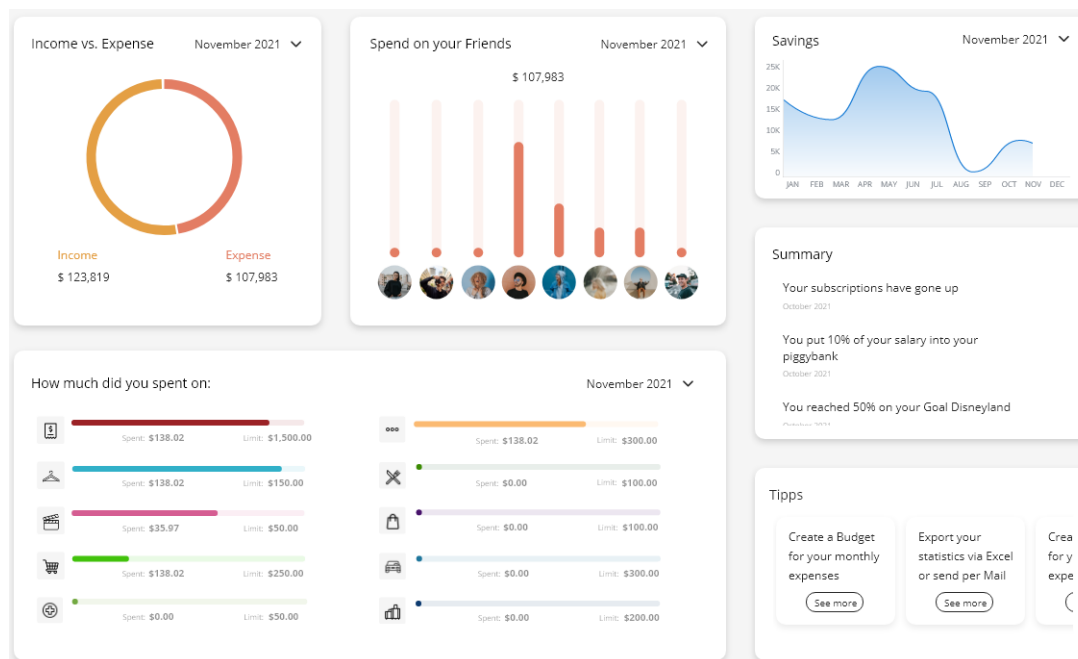 Income vs. Expense
November 2021
Income
Expense
$ 123,819
$ 107,983
Spend on your Friends
November 2021
$ 107,983
Savings
November 2021
25K
20K
15K
10K
5K
0
JAN FEB MAR APR MAY JUN JUL AUG SEP OCT NOV DEC
Summary
Your subscriptions have gone up
October 2021
You put 10% of your salary into your
piggybank
October 2021
You reached 50% on your Goal Disneyland
October 2021
How much did you spent on:
November 2021
Spent: $138.02 Limit: $1,500.00
Spent: $138.02 Limit: $150.00
Spent: $35.97 Limit: $50.00
Spent: $138.02 Limit: $250.00
Spent: $0.00 Limit: $50.00
Spent: $138.02 Limit: $300.00
Spent: $0.00 Limit: $100.00
Spent: $0.00 Limit: $100.00
Spent: $0.00 Limit: $300.00
Spent: $0.00 Limit: $200.00
Tipps
Create a Budget
for your monthly
expenses
See more
Export your
statistics via Excel
or send per Mail
See more
Crea
for y
expe